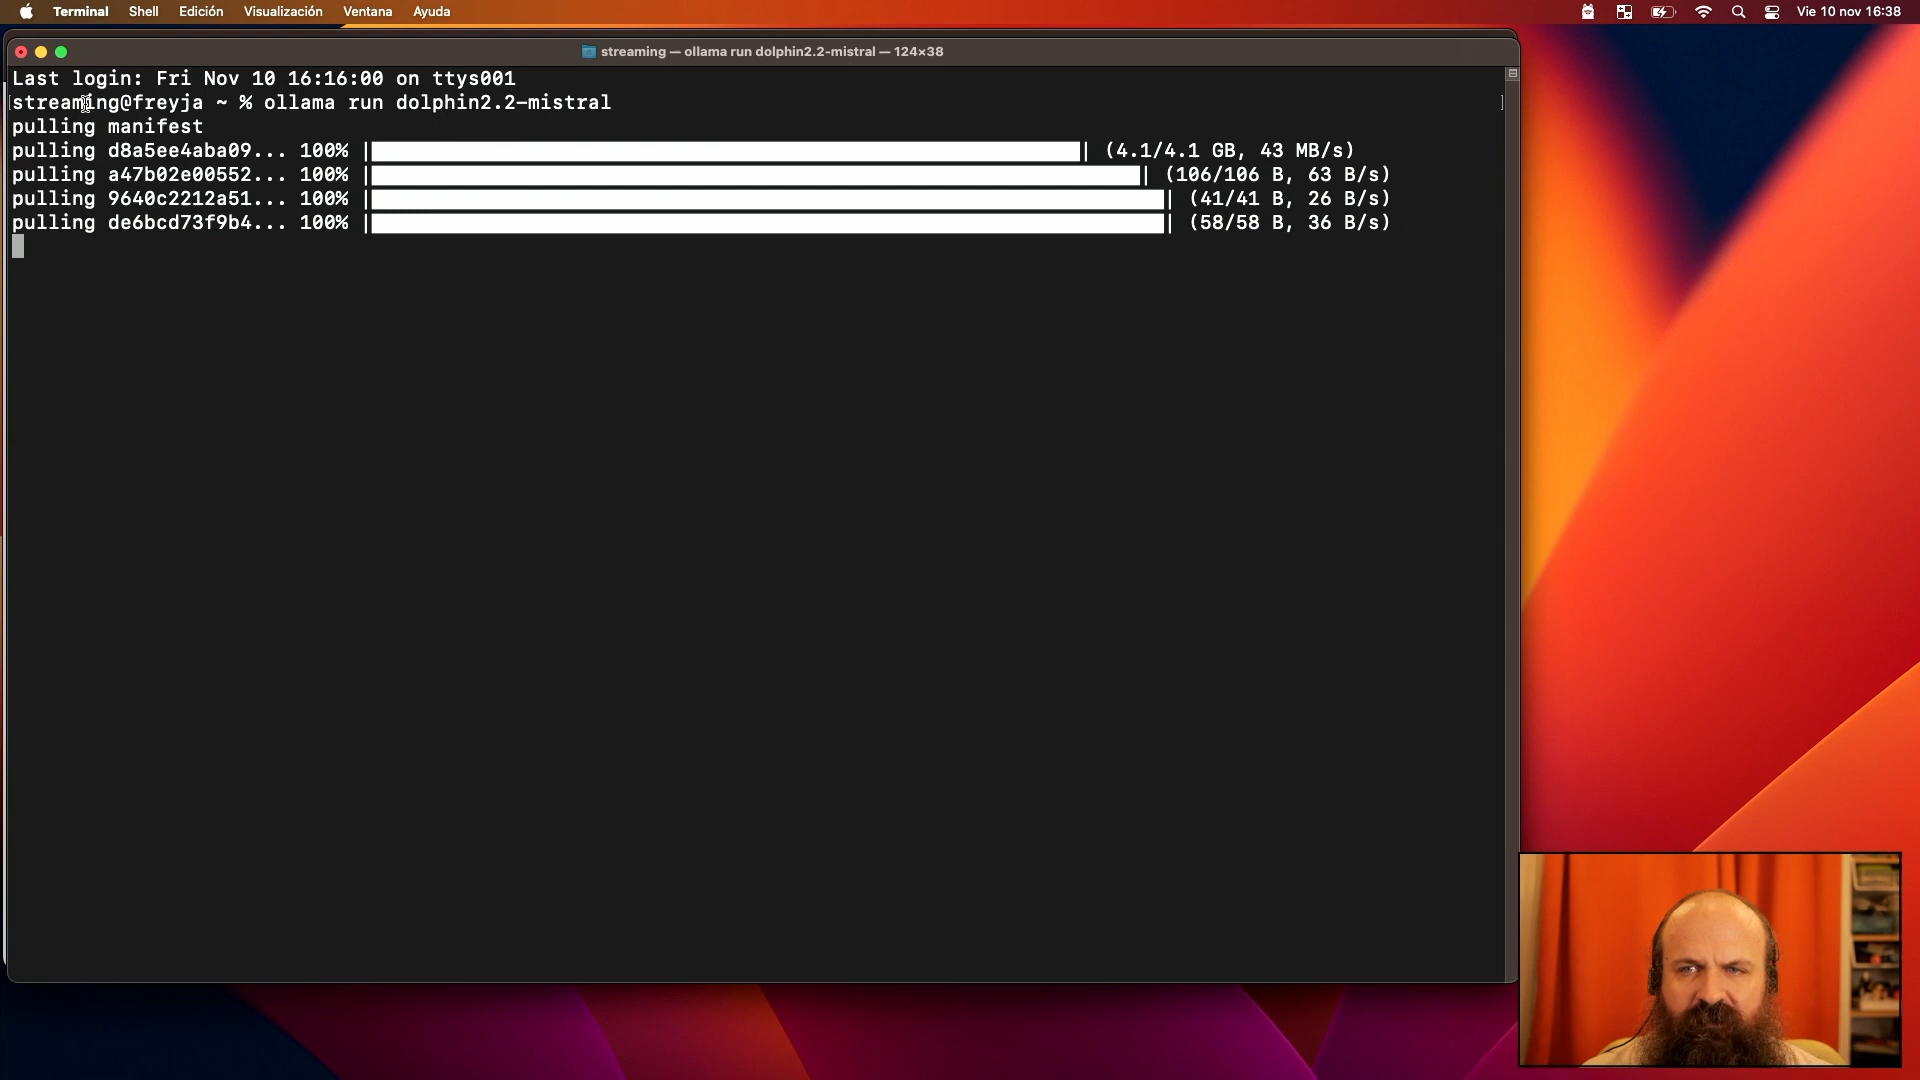 Terminal Shell Edición Visualización Ventana Ayuda Vie 10 nov 16:38
streaming — ollama run dolphin2.2-mistral — 124×38
Last login: Fri Nov 10 16:16:00 on ttys001
streaming@freyja ~ % ollama run dolphin2.2-mistral
pulling manifest
pulling d8a5ee4aba09... 100% | | (4.1/4.1 GB, 43 MB/s)
pulling a47b02e00552... 100% | | (106/106 B, 63 B/s)
pulling 9640c2212a51... 100% | | (41/41 B, 26 B/s)
pulling de6bcd73f9b4... 100% | | (58/58 B, 36 B/s)